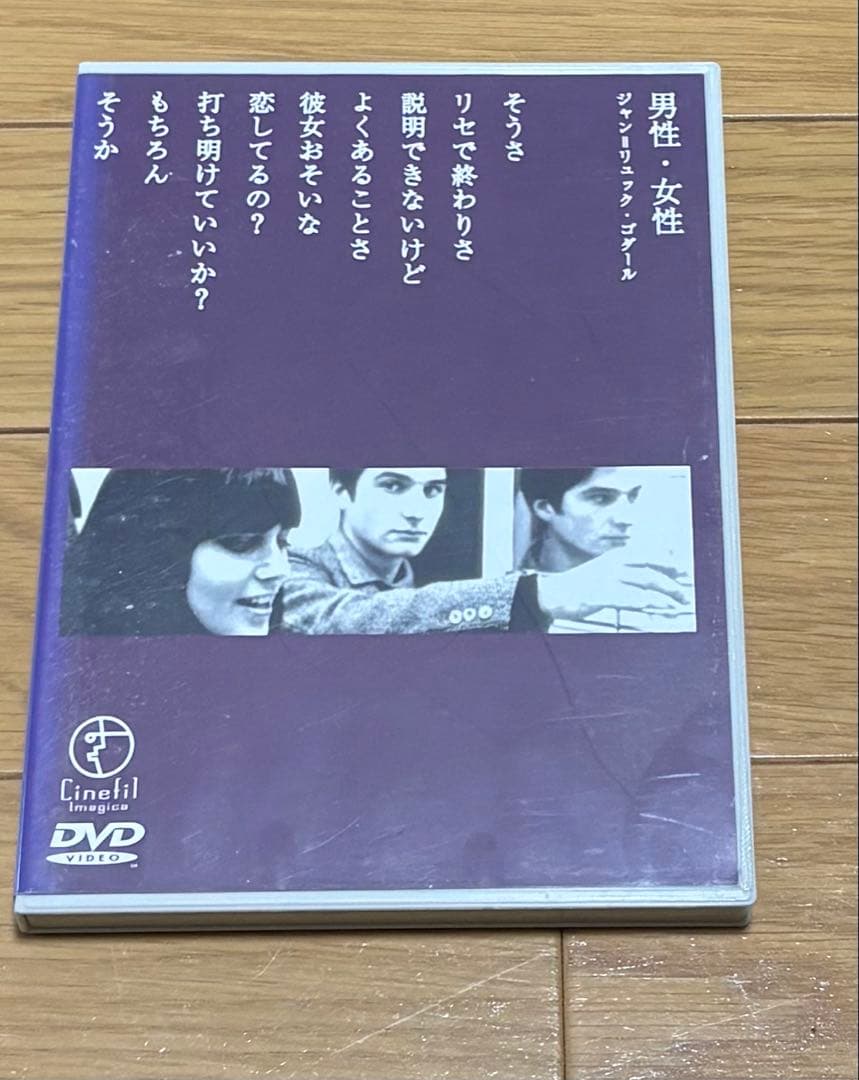 男性・女性
ジャン=リュック・ゴダール
そうさ
リセで終わりさ
説明できないけど
よくあることさ
彼女おそいな
恋してるの？
打ち明けていいか？
もちろん
そうか
Cinefil
Imagica
DVD
VIDEO